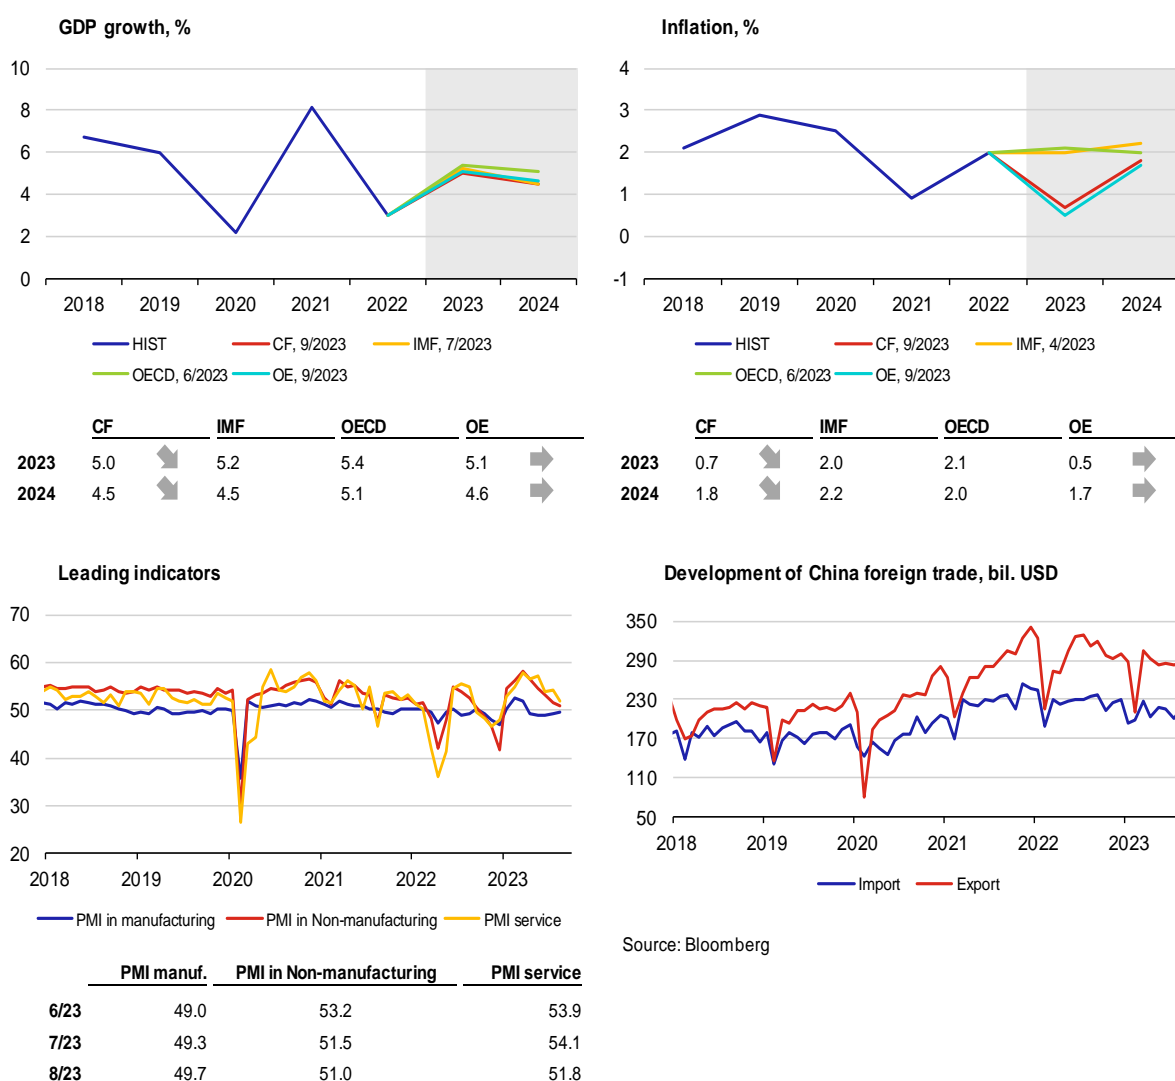 GDP growth, %
10
8
6
4
2
0
2018 2019 2020 2021 2022 2023 2024
HIST CF, 9/2023 IMF, 7/2023
OECD, 6/2023 OE, 9/2023
CF IMF OECD OE
2023 5.0 5.2 5.4 5.1
2024 4.5 4.5 5.1 4.6
Inflation, %
4
3
2
1
0
-1
2018 2019 2020 2021 2022 2023 2024
HIST CF, 9/2023 IMF, 4/2023
OECD, 6/2023 OE, 9/2023
CF IMF OECD OE
2023 0.7 2.0 2.1 0.5
2024 1.8 2.2 2.0 1.7
Leading indicators
70
60
50
40
30
20
2018 2019 2020 2021 2022 2023
PMI in manufacturing PMI in Non-manufacturing PMI service
PMI manuf. PMI in Non-manufacturing PMI service
6/23 49.0 53.2 53.9
7/23 49.3 51.5 54.1
8/23 49.7 51.0 51.8
Development of China foreign trade, bil. USD
350
290
230
170
110
50
2018 2019 2020 2021 2022 2023
Import Export
Source: Bloomberg